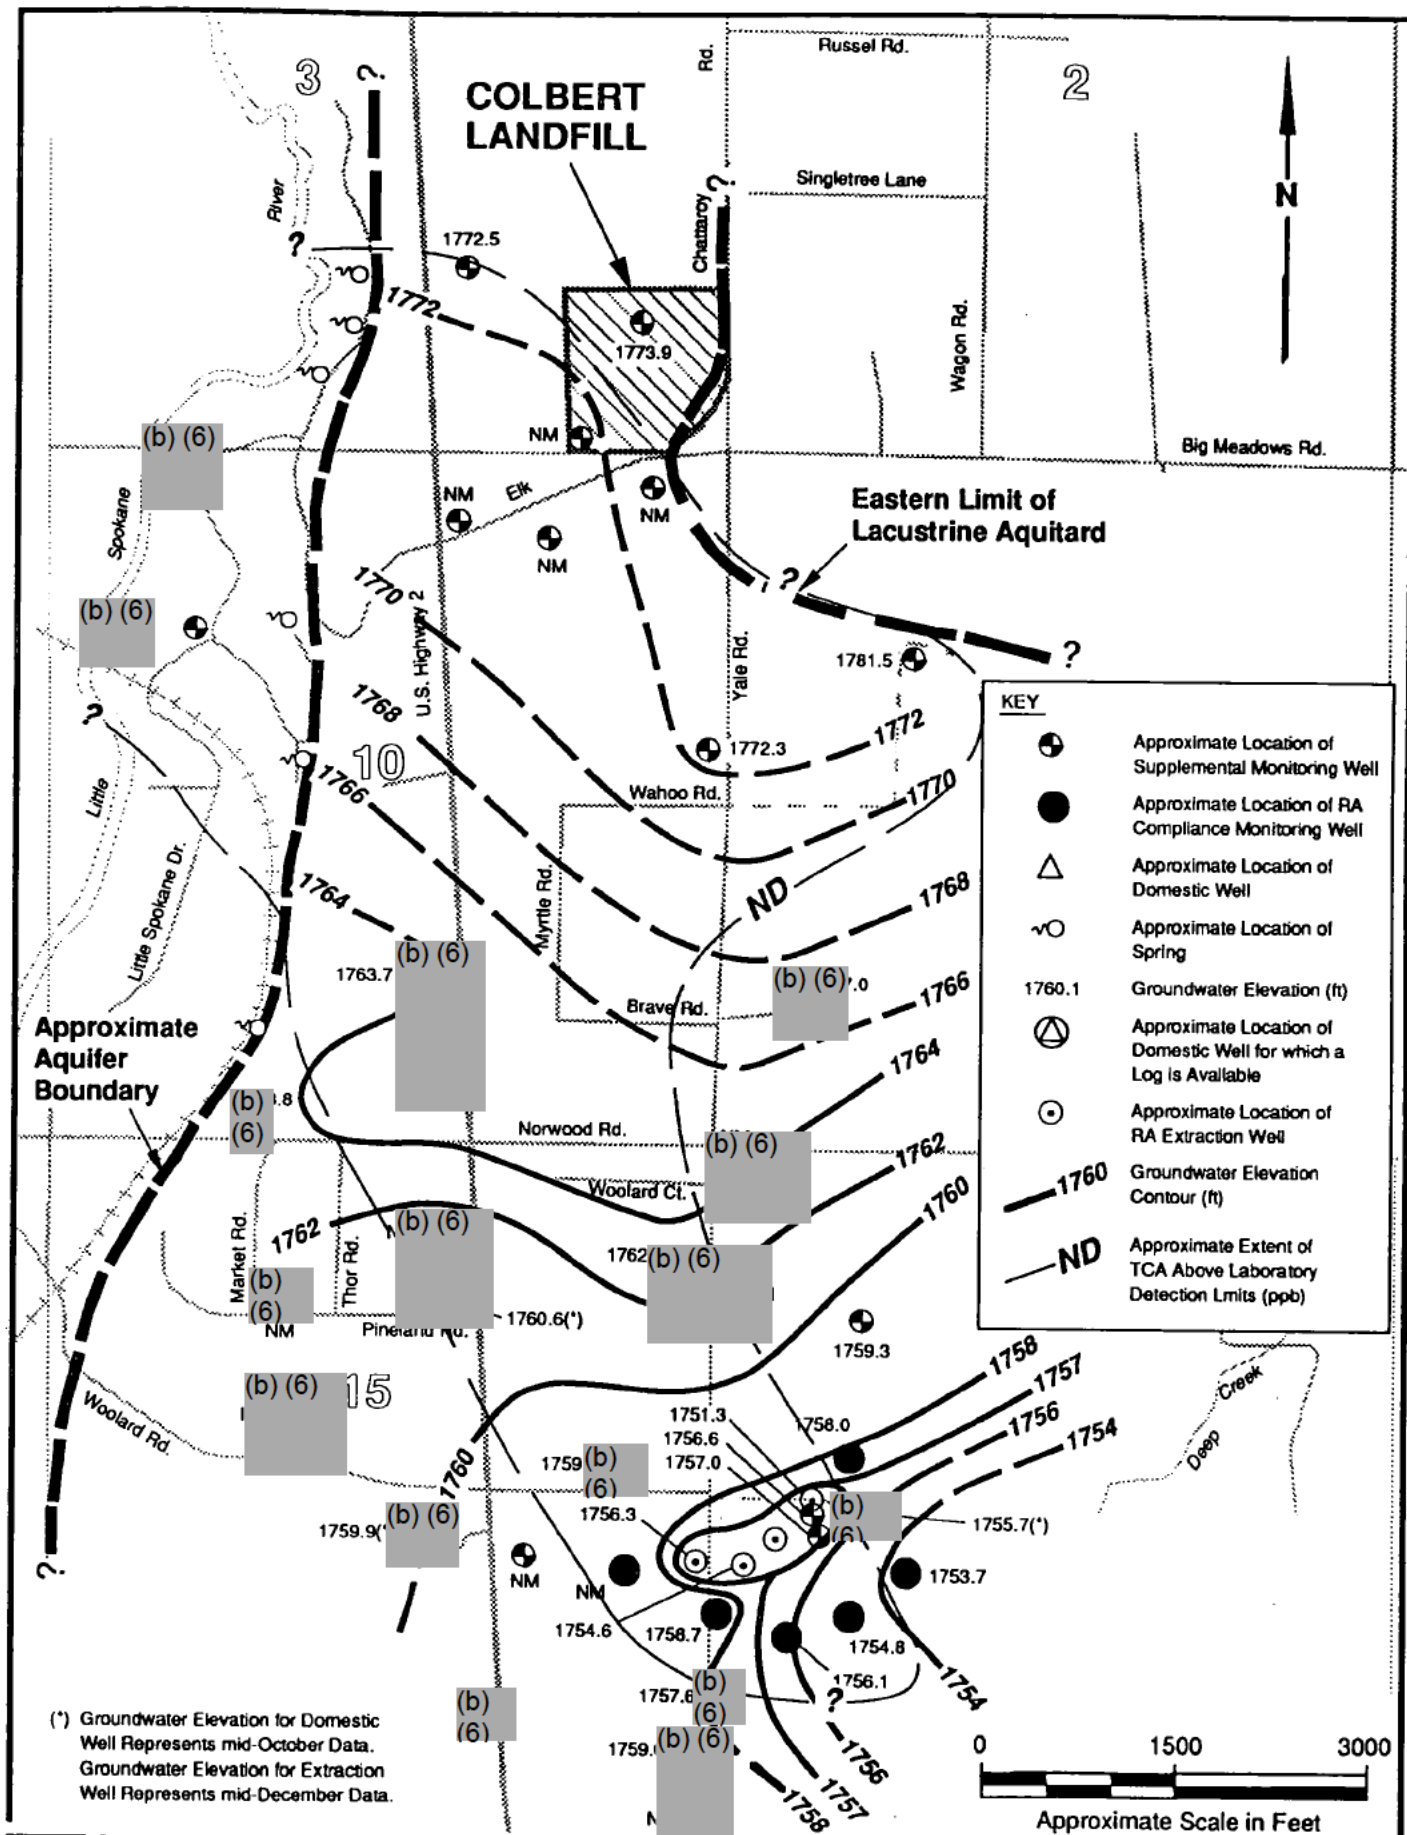 3
?
COLBERT
LANDFILL
Rd.
Russel Rd.
2
River
?
1772.5
Chattaroy
?
Singletree Lane
N
1772
1773.9
Wagon Rd.
NM
(b) (6)
Big Meadows Rd.
Spokane
NM
Elk
NM
NM
Eastern Limit of
Lacustrine Aquitard
1770
?
(b) (6)
U.S. Highway 2
Yale Rd.
1781.5
?
1768
?
10
1772.3
1772
1766
Little
Wahoo Rd.
1770
Little Spokane Dr.
1764
Myrtle Rd.
ND
1768
1763.7
(b) (6)
(b) (6)
.0
Brave Rd.
1766
Approximate
Aquifer
Boundary
1764
(b)
(6)
.8
Norwood Rd.
(b) (6)
1762
Woolard Ct.
1760
1762
Market Rd.
Thor Rd.
(b) (6)
1762
(b) (6)
(b)
(6)
NM
Pineland Rd.
1760.6(*)
1759.3
KEY
Approximate Location of
Supplemental Monitoring Well
Approximate Location of RA
Compliance Monitoring Well
Approximate Location of
Domestic Well
Approximate Location of
Spring
1760.1
Groundwater Elevation (ft)
Approximate Location of
Domestic Well for which a
Log is Available
Approximate Location of
RA Extraction Well
1760
Groundwater Elevation
Contour (ft)
ND
Approximate Extent of
TCA Above Laboratory
Detection Lmits (ppb)
(b) (6)
15
Woolard Rd.
1758
1757
1756
1754
Creek
Deep
1751.3
1756.6
1757.0
1758.0
1760
1759
(b)
(6)
1756.3
(b)
(6)
1755.7(*)
1759.9(*
(b) (6)
?
NM
NM
1753.7
1754.6
1758.7
1754.8
1756.1
1754
1757.6
(b)
(6)
?
(b)
(6)
1759.
(b) (6)
1756
1757
1758
(*) Groundwater Elevation for Domestic
Well Represents mid-October Data.
Groundwater Elevation for Extraction
Well Represents mid-December Data.
0
1500
3000
Approximate Scale in Feet